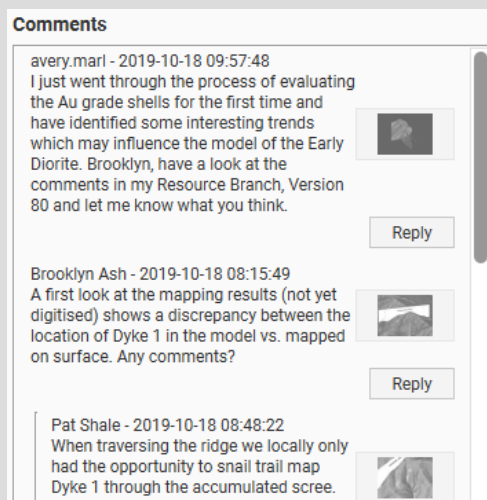 Comments
avery.marl - 2019-10-18 09:57:48
I just went through the process of evaluating
the Au grade shells for the first time and
have identified some interesting trends
which may influence the model of the Early
Diorite. Brooklyn, have a look at the
comments in my Resource Branch, Version
80 and let me know what you think.
Reply
Brooklyn Ash - 2019-10-18 08:15:49
A first look at the mapping results (not yet
digitised) shows a discrepancy between the
location of Dyke 1 in the model vs. mapped
on surface. Any comments?
Reply
Pat Shale - 2019-10-18 08:48:22
When traversing the ridge we locally only
had the opportunity to snail trail map
Dyke 1 through the accumulated scree.